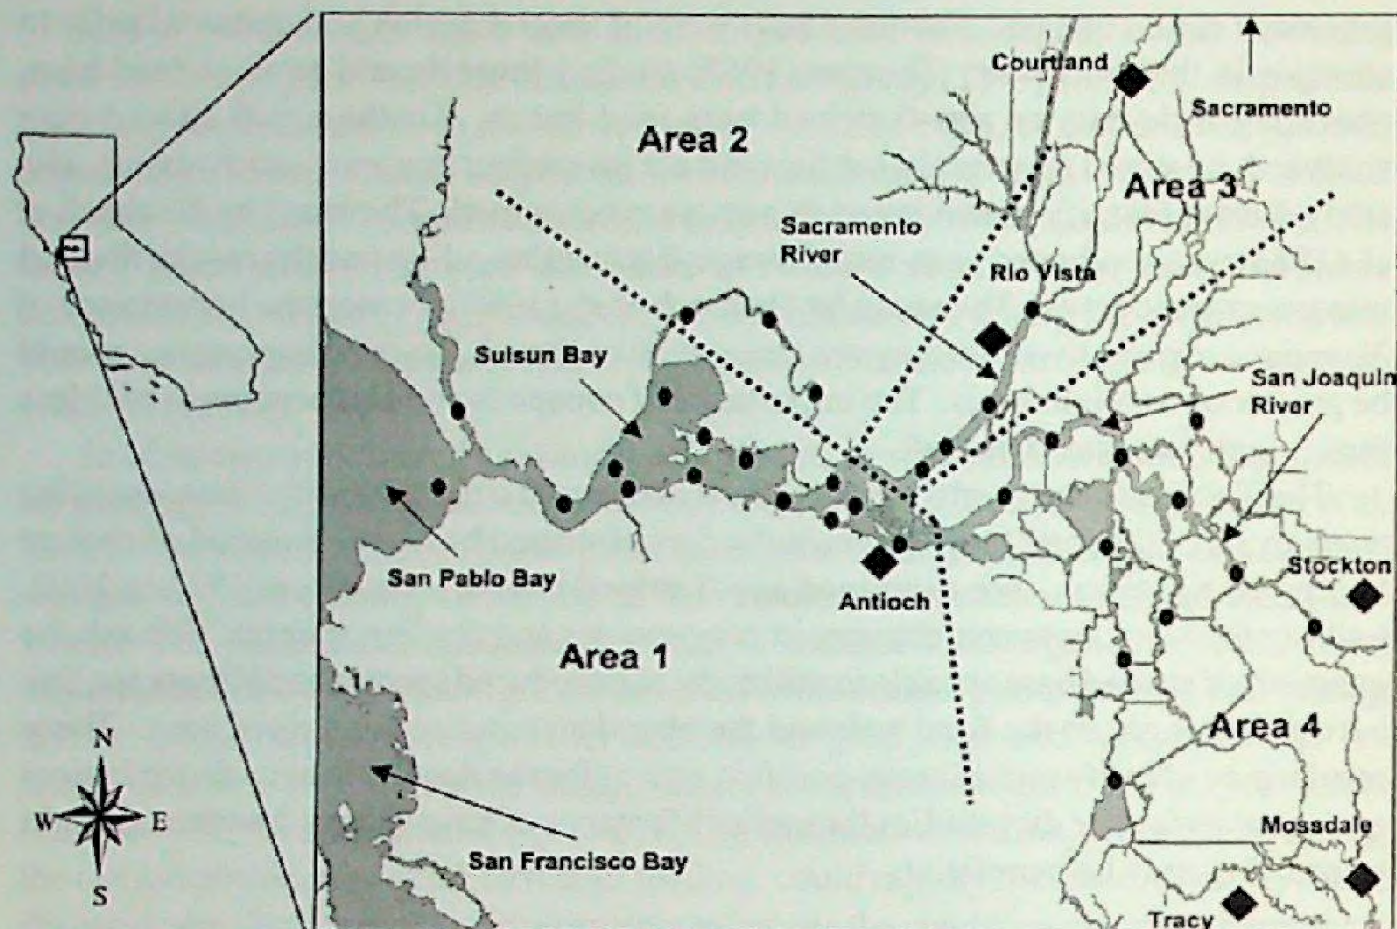 Courtland
Sacramento
Area 2
Area 3
Sacramento
River
Rio Vista
Suisun Bay
San Joaquin
River
San Pablo Bay
Stockton
Antioch
Area 1
Area 4
N
W E
S
San Francisco Bay
Mossdale
Tracy